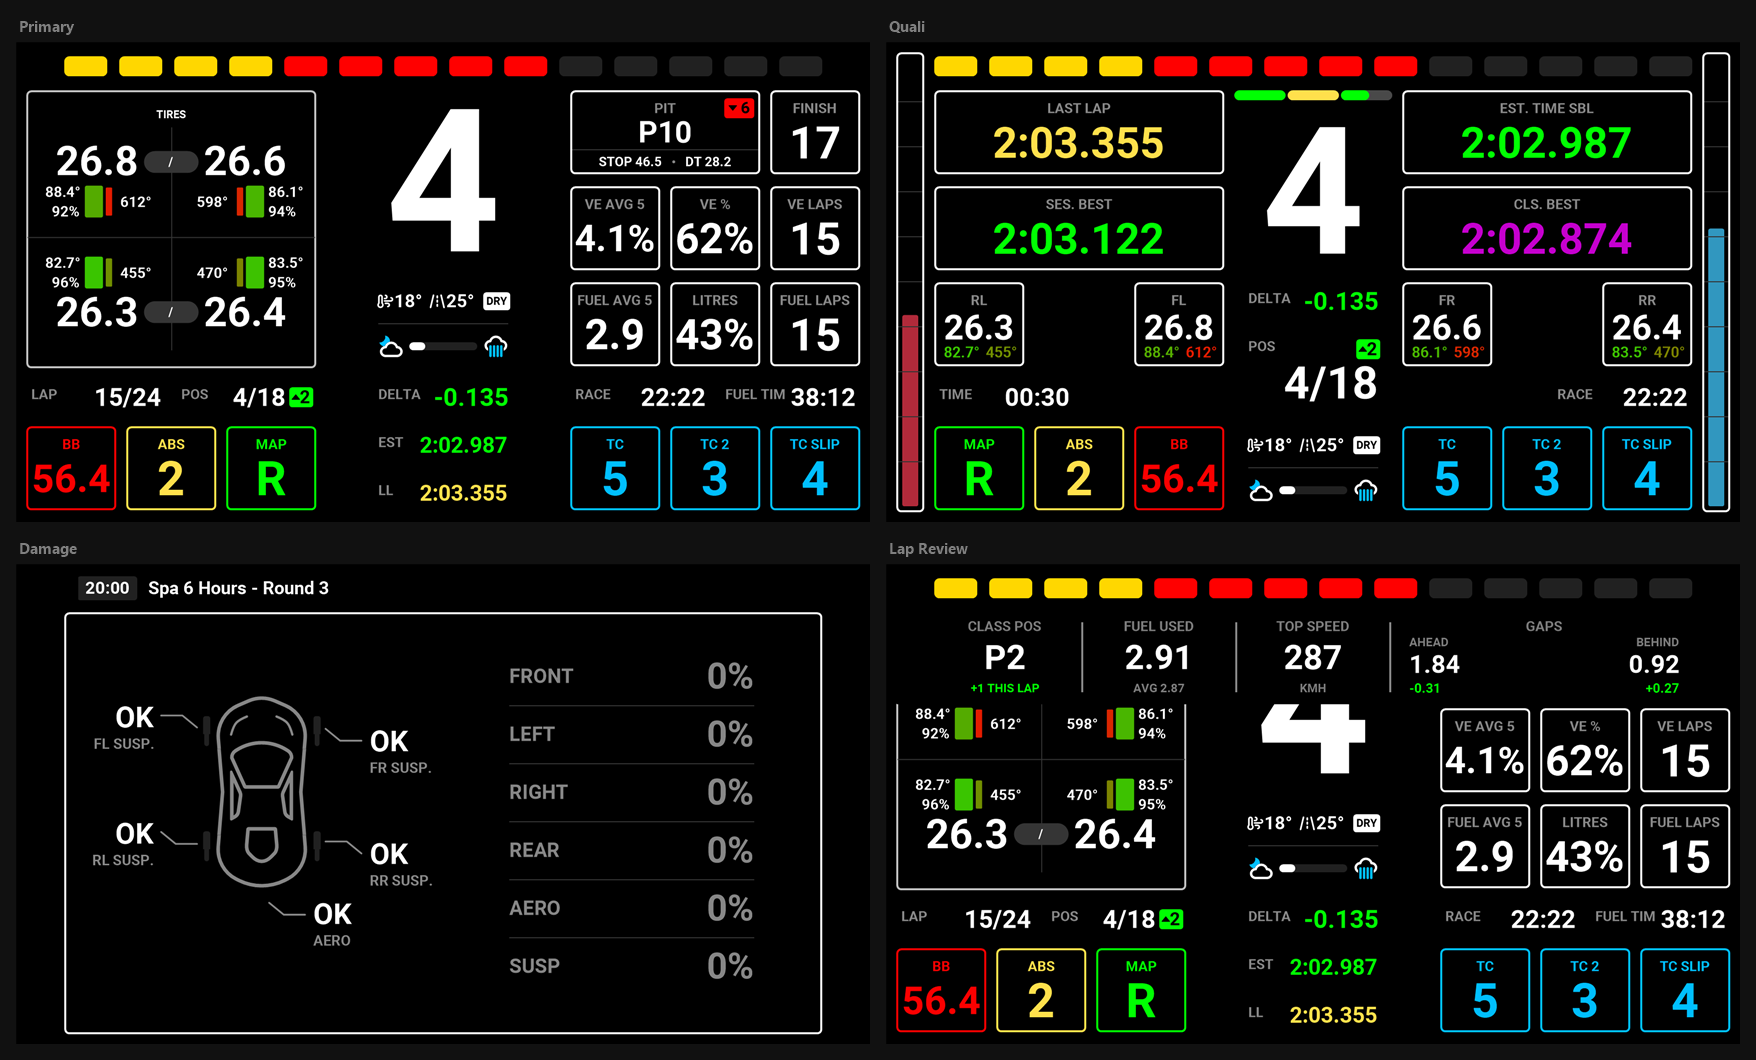 Primary
TIRES
26.8 / 26.6
88.4° 612° 598° 86.1°
92% 94%
82.7° 455° 470° 83.5°
96% 95%
26.3 / 26.4
LAP 15/24 POS 4/18 2
BB ABS MAP
56.4 2 R
4
18° 25° DRY
DELTA -0.135
EST 2:02.987
LL 2:03.355
PIT 6
P10
STOP 46.5 • DT 28.2
FINISH
17
VE AVG 5 VE % VE LAPS
4.1% 62% 15
FUEL AVG 5 LITRES FUEL LAPS
2.9 43% 15
RACE 22:22 FUEL TIM 38:12
TC TC 2 TC SLIP
5 3 4
Quali
LAST LAP
2:03.355
SES. BEST
2:03.122
RL FL
26.3 26.8
82.7° 455° 88.4° 612°
TIME 00:30
MAP ABS BB
R 2 56.4
4
DELTA -0.135
POS 2
4/18
18° 25° DRY
EST. TIME SBL
2:02.987
CLS. BEST
2:02.874
FR RR
26.6 26.4
86.1° 598° 83.5° 470°
RACE 22:22
TC TC 2 TC SLIP
5 3 4
Damage
20:00 Spa 6 Hours - Round 3
OK
FL SUSP.
OK
FR SUSP.
OK
RL SUSP.
OK
RR SUSP.
OK
AERO
FRONT 0%
LEFT 0%
RIGHT 0%
REAR 0%
AERO 0%
SUSP 0%
Lap Review
CLASS POS
P2
+1 THIS LAP
FUEL USED
2.91
AVG 2.87
TOP SPEED
287
KMH
GAPS
AHEAD BEHIND
1.84 0.92
-0.31 +0.27
88.4° 612° 598° 86.1°
92% 94%
82.7° 455° 470° 83.5°
96% 95%
26.3 / 26.4
LAP 15/24 POS 4/18 2
BB ABS MAP
56.4 2 R
4
18° 25° DRY
DELTA -0.135
EST 2:02.987
LL 2:03.355
VE AVG 5 VE % VE LAPS
4.1% 62% 15
FUEL AVG 5 LITRES FUEL LAPS
2.9 43% 15
RACE 22:22 FUEL TIM 38:12
TC TC 2 TC SLIP
5 3 4